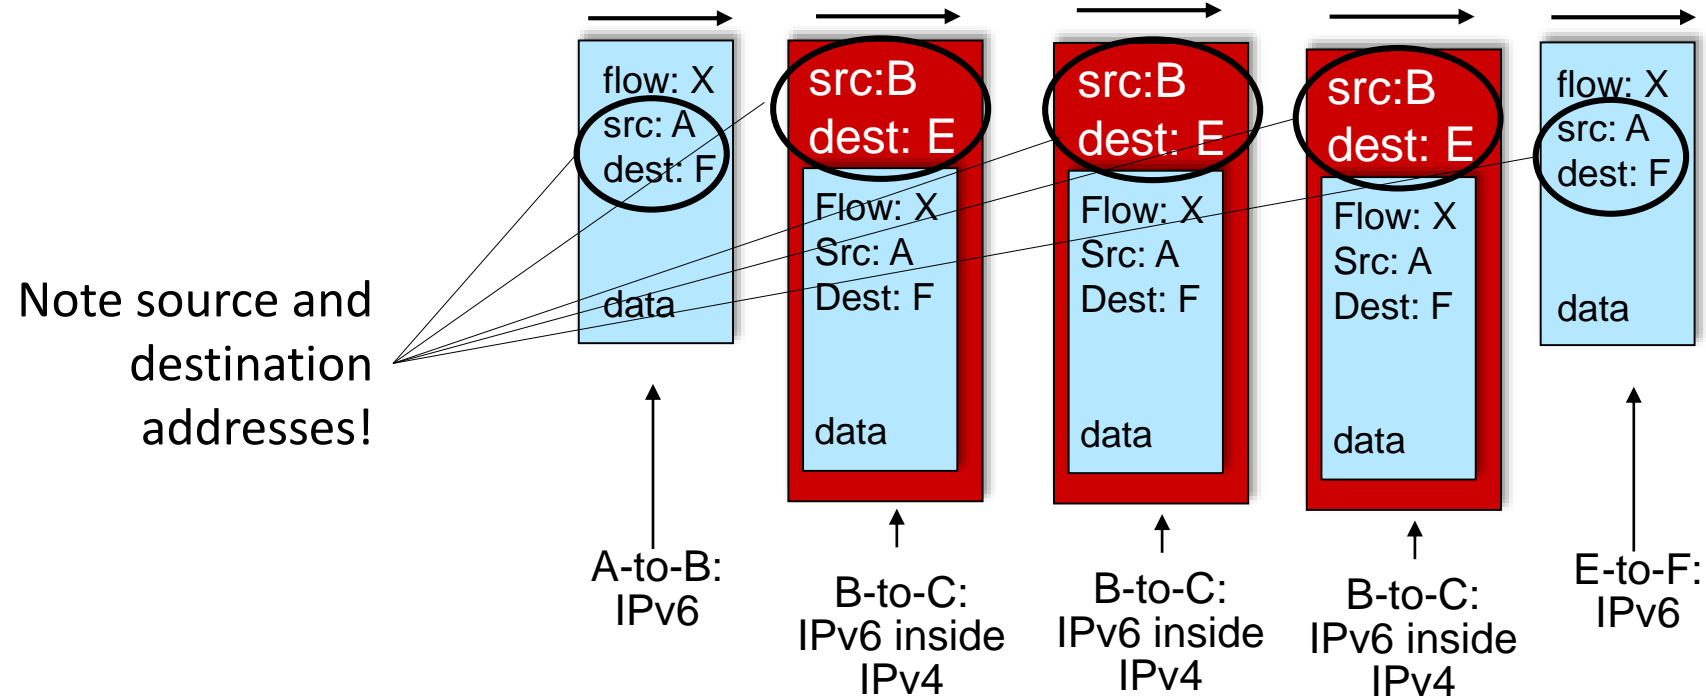 Note source and
destination
addresses!
flow: X
src: A
dest: F
data
A-to-B:
IPv6
src:B
dest: E
Flow: X
Src: A
Dest: F
data
B-to-C:
IPv6 inside
IPv4
src:B
dest: E
Flow: X
Src: A
Dest: F
data
B-to-C:
IPv6 inside
IPv4
src:B
dest: E
Flow: X
Src: A
Dest: F
data
B-to-C:
IPv6 inside
IPv4
flow: X
src: A
dest: F
data
E-to-F:
IPv6